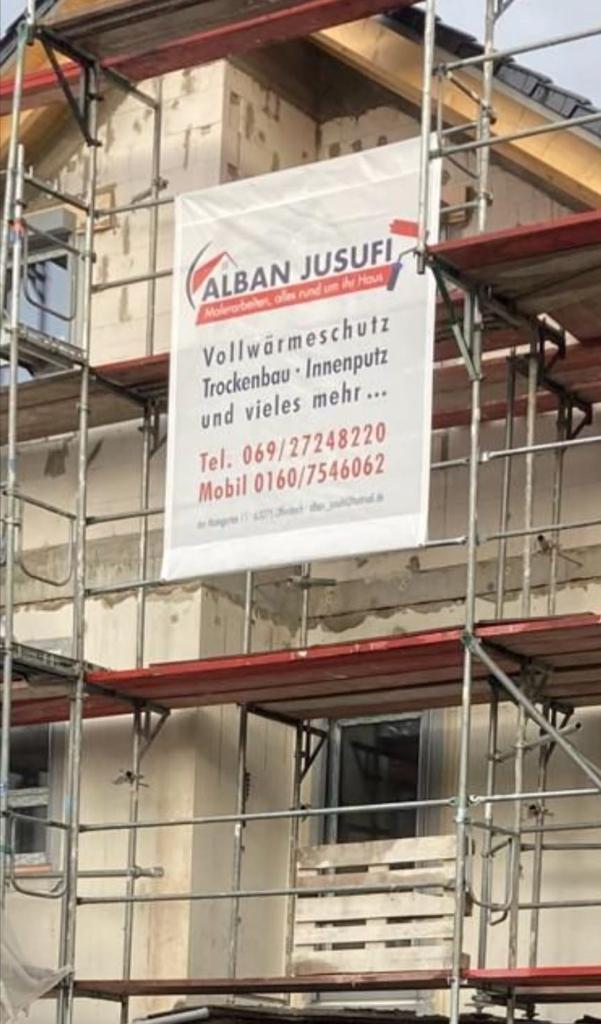 ALBAN JUSUFI
Malerarbeiten, alles rund um ihr Haus
Vollwärmeschutz
Trockenbau · Innenputz
und vieles mehr ...
Tel. 069/27248220
Mobil 0160/7546062